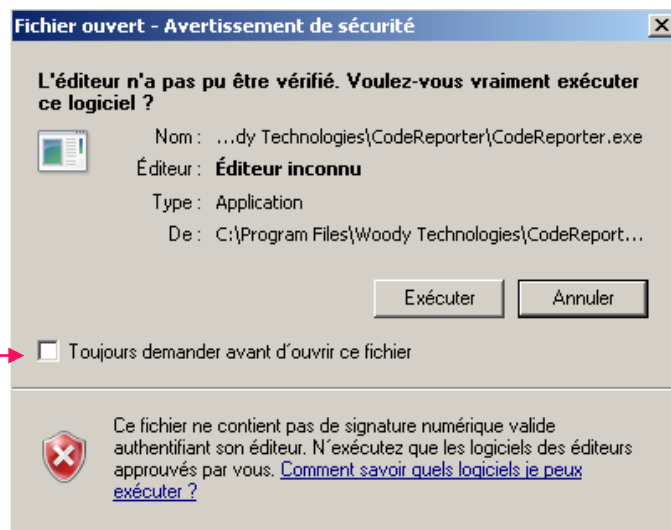 Fichier ouvert - Avertissement de sécurité
L'éditeur n'a pas pu être vérifié. Voulez-vous vraiment exécuter
ce logiciel ?
Nom : ...dy Technologies\CodeReporter\CodeReporter.exe
Éditeur : Éditeur inconnu
Type : Application
De : C:\Program Files\Woody Technologies\CodeReport...
Exécuter Annuler
Toujours demander avant d´ouvrir ce fichier
Ce fichier ne contient pas de signature numérique valide
authentifiant son éditeur. N´exécutez que les logiciels des éditeurs
approuvés par vous. Comment savoir quels logiciels je peux
exécuter ?